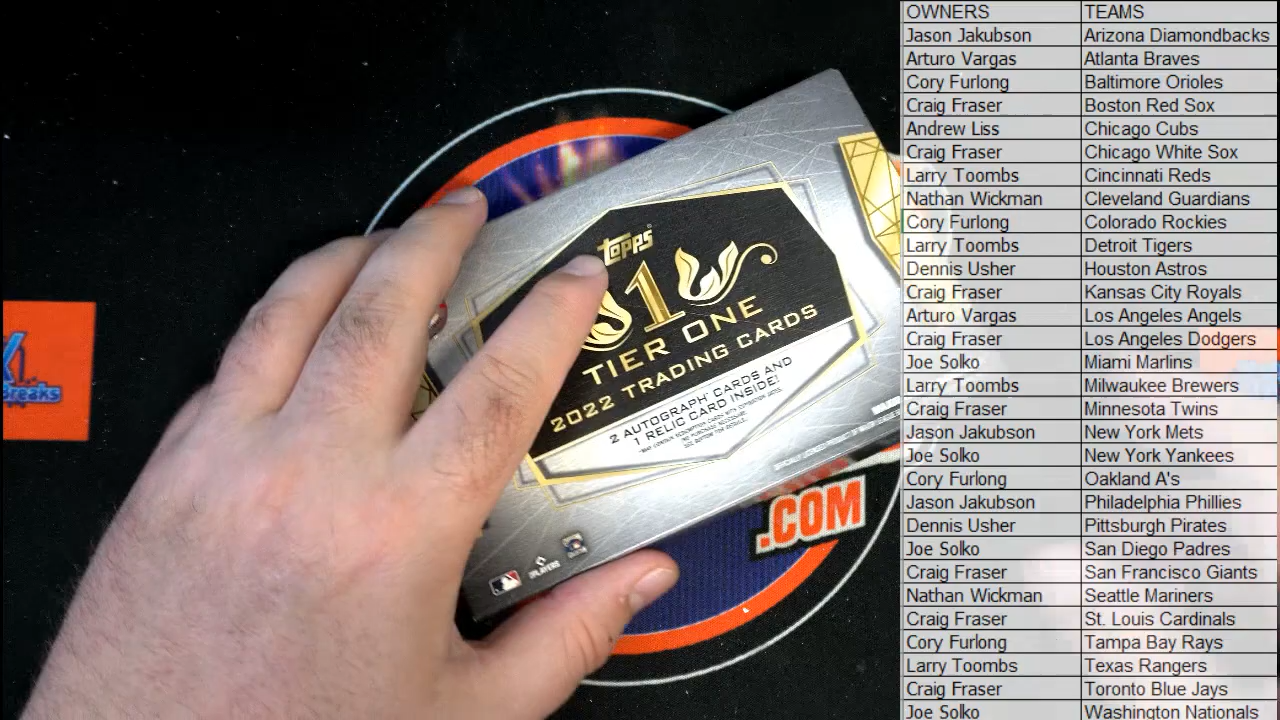 OWNERS TEAMS
Jason Jakubson Arizona Diamondbacks
Arturo Vargas Atlanta Braves
Cory Furlong Baltimore Orioles
Craig Fraser Boston Red Sox
Andrew Liss Chicago Cubs
Craig Fraser Chicago White Sox
Larry Toombs Cincinnati Reds
Nathan Wickman Cleveland Guardians
Cory Furlong Colorado Rockies
Larry Toombs Detroit Tigers
Dennis Usher Houston Astros
Craig Fraser Kansas City Royals
Arturo Vargas Los Angeles Angels
Craig Fraser Los Angeles Dodgers
Joe Solko Miami Marlins
Larry Toombs Milwaukee Brewers
Craig Fraser Minnesota Twins
Jason Jakubson New York Mets
Joe Solko New York Yankees
Cory Furlong Oakland A's
Jason Jakubson Philadelphia Phillies
Dennis Usher Pittsburgh Pirates
Joe Solko San Diego Padres
Craig Fraser San Francisco Giants
Nathan Wickman Seattle Mariners
Craig Fraser St. Louis Cardinals
Cory Furlong Tampa Bay Rays
Larry Toombs Texas Rangers
Craig Fraser Toronto Blue Jays
Joe Solko Washington Nationals
topps
1
TIER ONE
2022 TRADING CARDS
2 AUTOGRAPH CARDS AND
1 RELIC CARD INSIDE!
.COM
Breaks